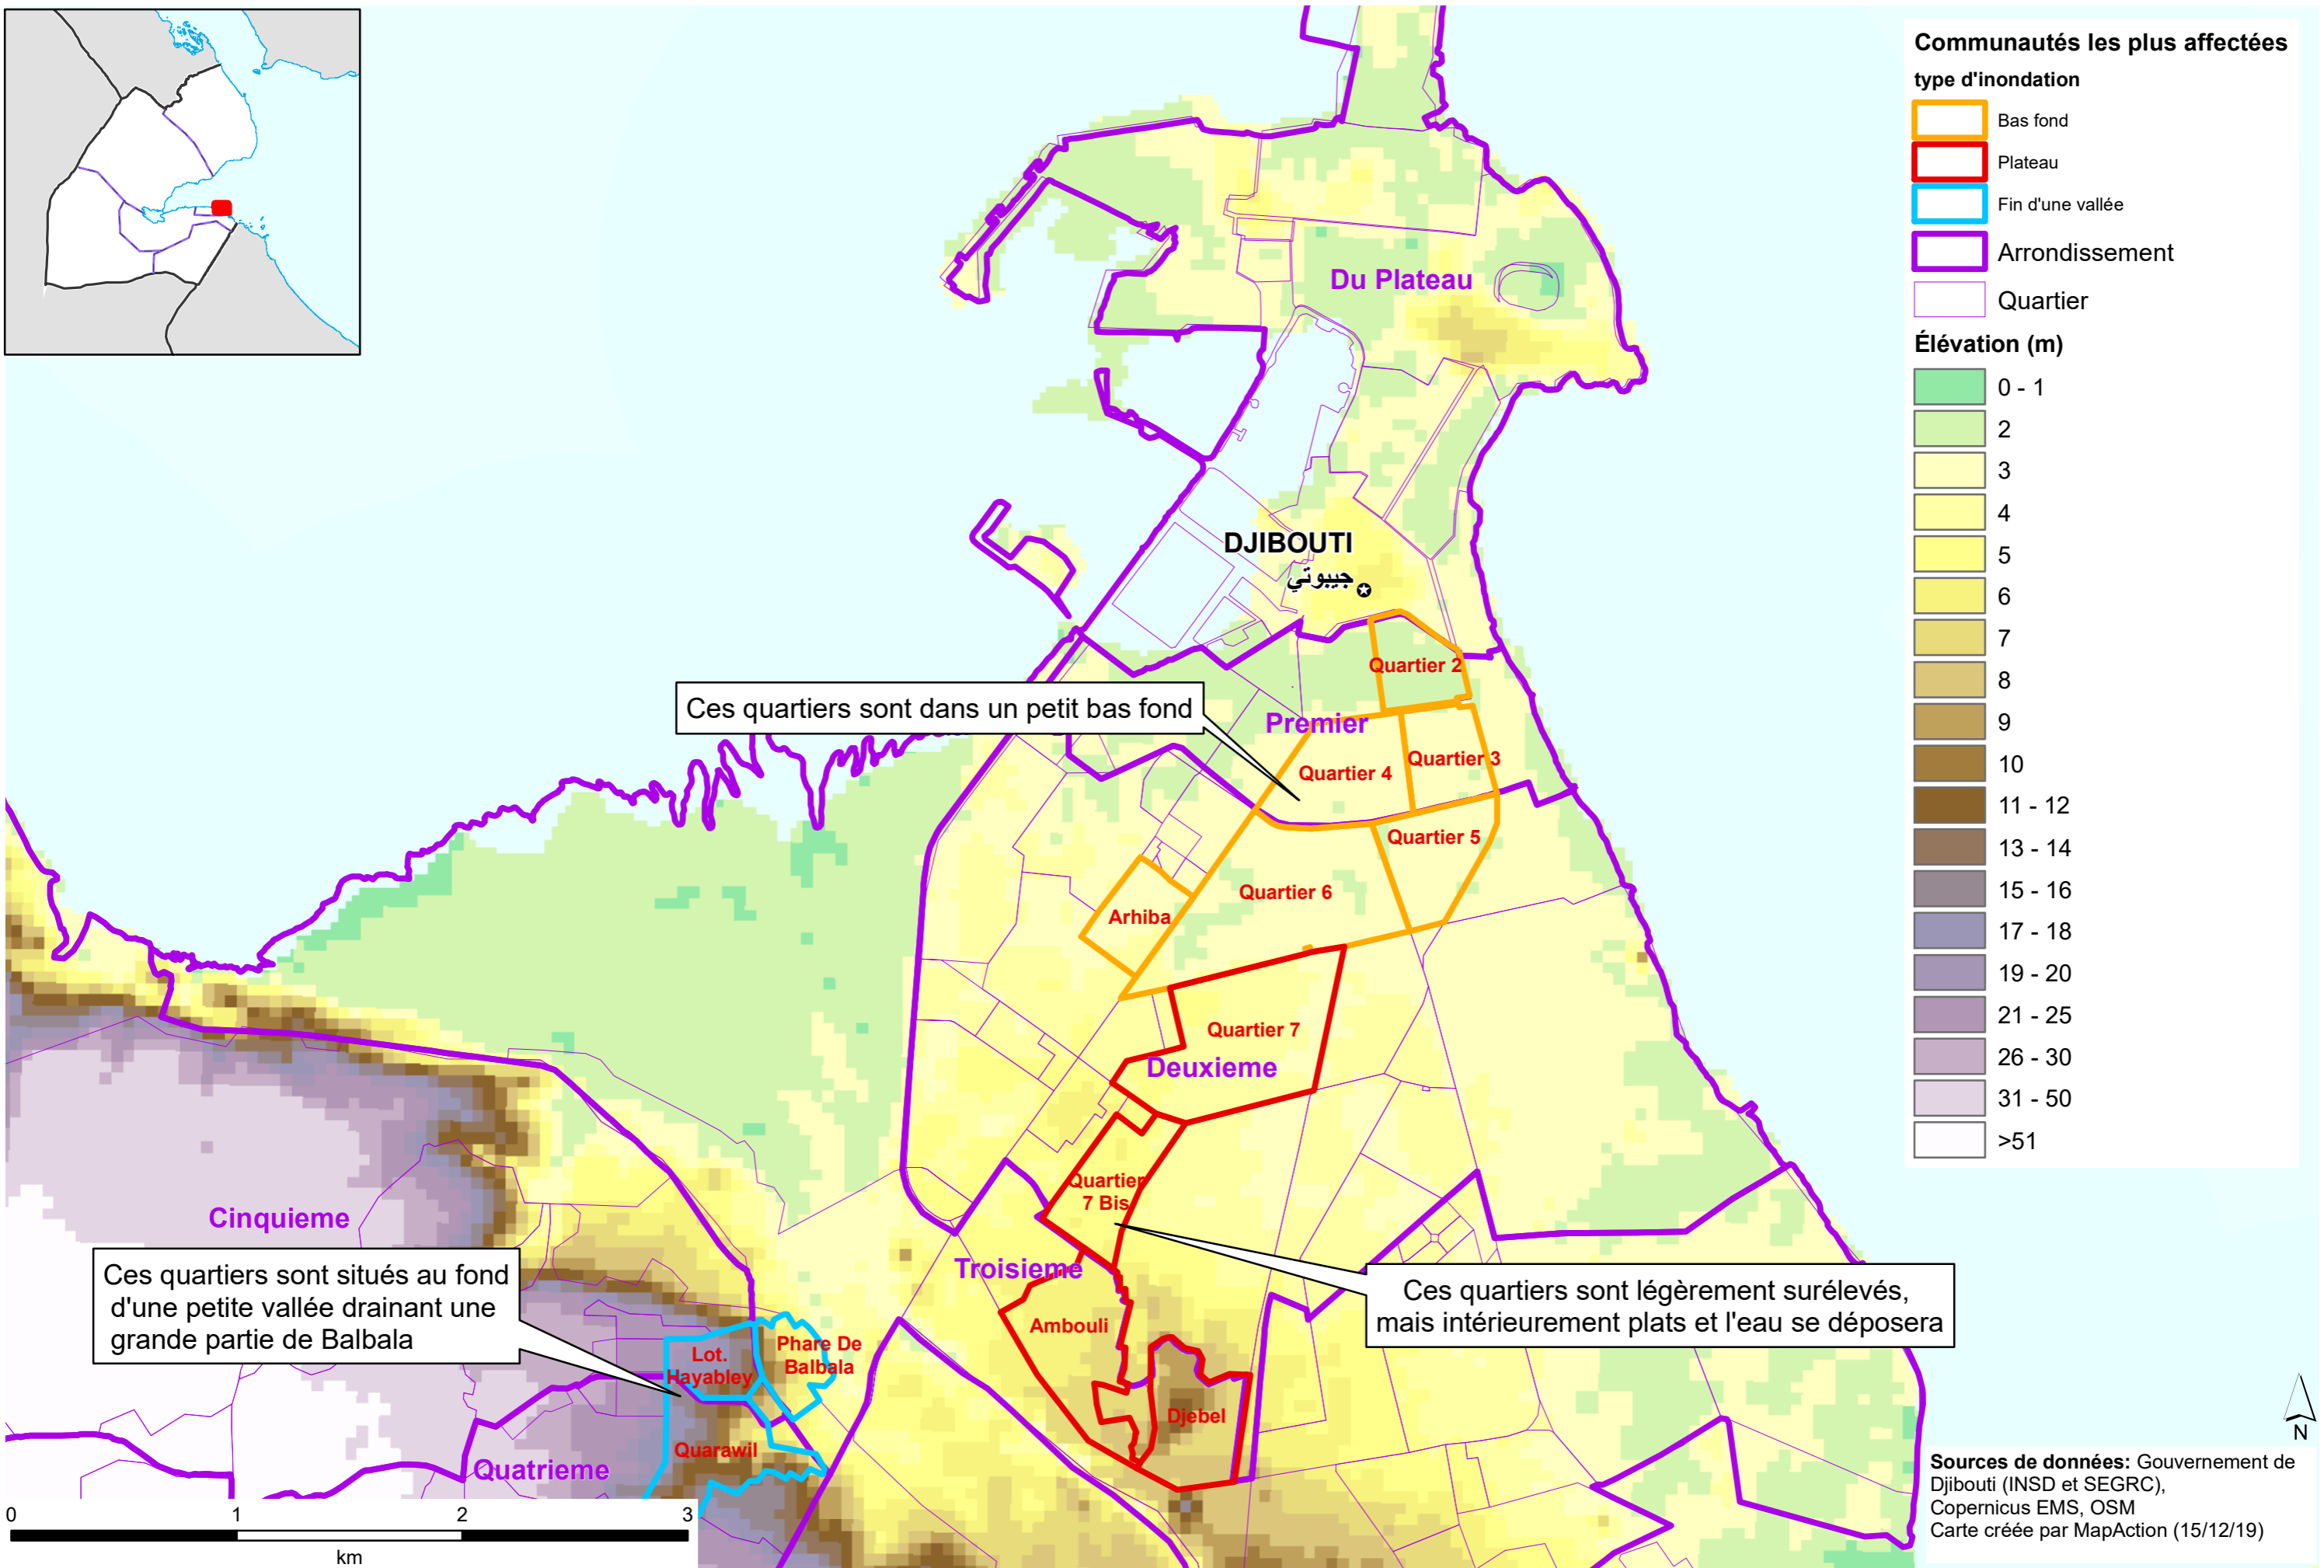 Communautés les plus affectées
type d'inondation
Bas fond
Plateau
Fin d'une vallée
Arrondissement
Quartier
Élévation (m)
0 - 1
2
3
4
5
6
7
8
9
10
11 - 12
13 - 14
15 - 16
17 - 18
19 - 20
21 - 25
26 - 30
31 - 50
>51
Du Plateau
DJIBOUTI
جيبوتي
Quartier 2
Ces quartiers sont dans un petit bas fond
Premier
Quartier 3
Quartier 4
Quartier 5
Quartier 6
Arhiba
Quartier 7
Deuxieme
Quartier
7 Bis
Cinquieme
Troisieme
Ces quartiers sont situés au fond
d'une petite vallée drainant une
grande partie de Balbala
Ces quartiers sont légèrement surélevés,
mais intérieurement plats et l'eau se déposera
Ambouli
Phare De
Balbala
Lot.
Hayabley
Djebel
Quarawil
Quatrieme
0 1 2 3
km
N
Sources de données: Gouvernement de
Djibouti (INSD et SEGRC),
Copernicus EMS, OSM
Carte créée par MapAction (15/12/19)